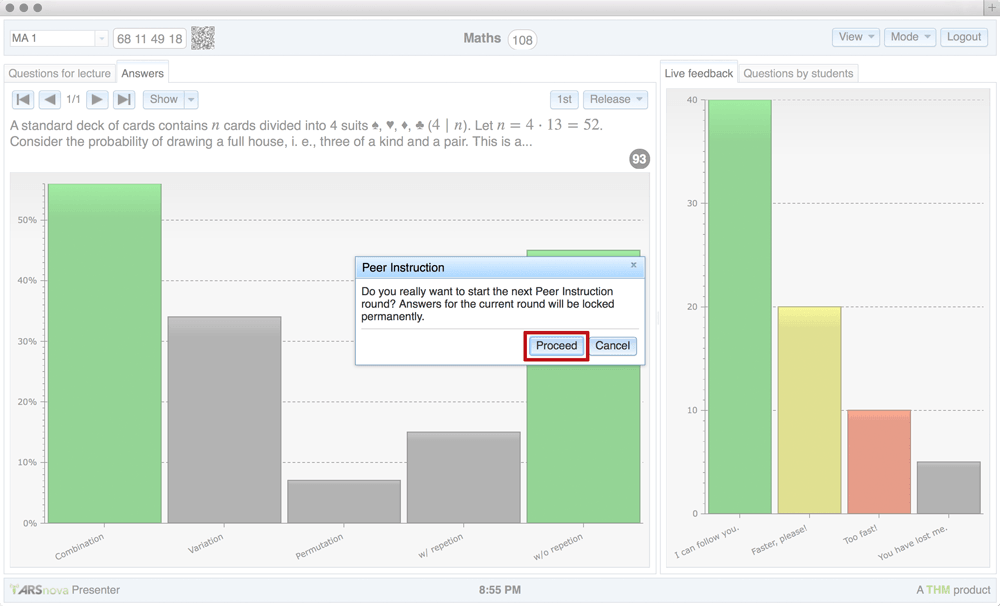 MA 1
68 11 49 18
Maths 108
View
Mode
Logout
Questions for lecture
Answers
1/1
Show
1st
Release
A standard deck of cards contains n cards divided into 4 suits ♠, ♥, ♦, ♣ (4 | n). Let n = 4 · 13 = 52.
Consider the probability of drawing a full house, i. e., three of a kind and a pair. This is a...
93
50%
40%
30%
20%
10%
0%
Combination
Variation
Permutation
w/ repetion
w/o repetion
Peer Instruction
×
Do you really want to start the next Peer Instruction
round? Answers for the current round will be locked
permanently.
Proceed
Cancel
Live feedback
Questions by students
40
30
20
10
0
I can follow you.
Faster, please!
Too fast!
You have lost me.
ARSnova Presenter
8:55 PM
A THM product